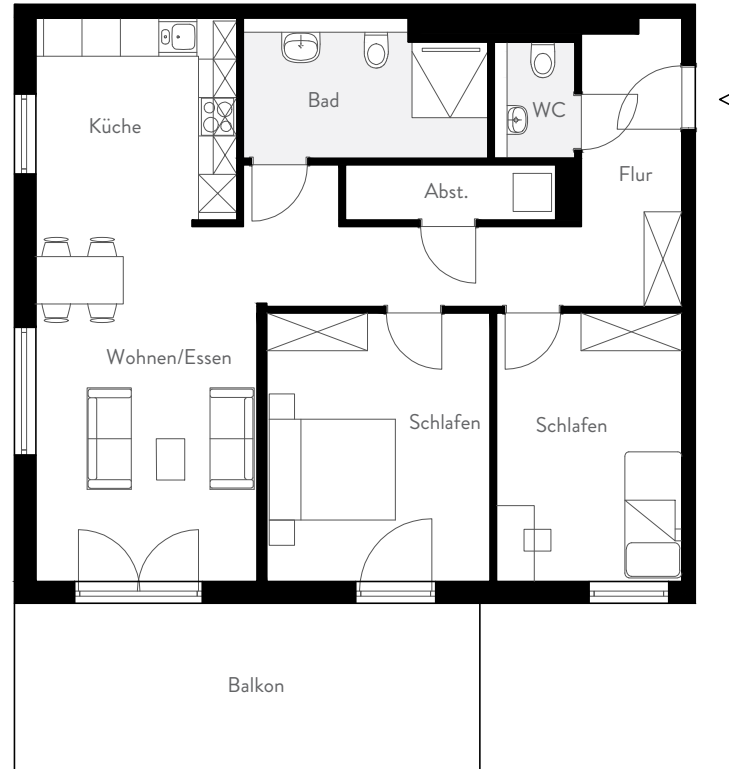 Küche
Bad
WC
Flur
Abst.
Wohnen/Essen
Schlafen
Schlafen
Balkon